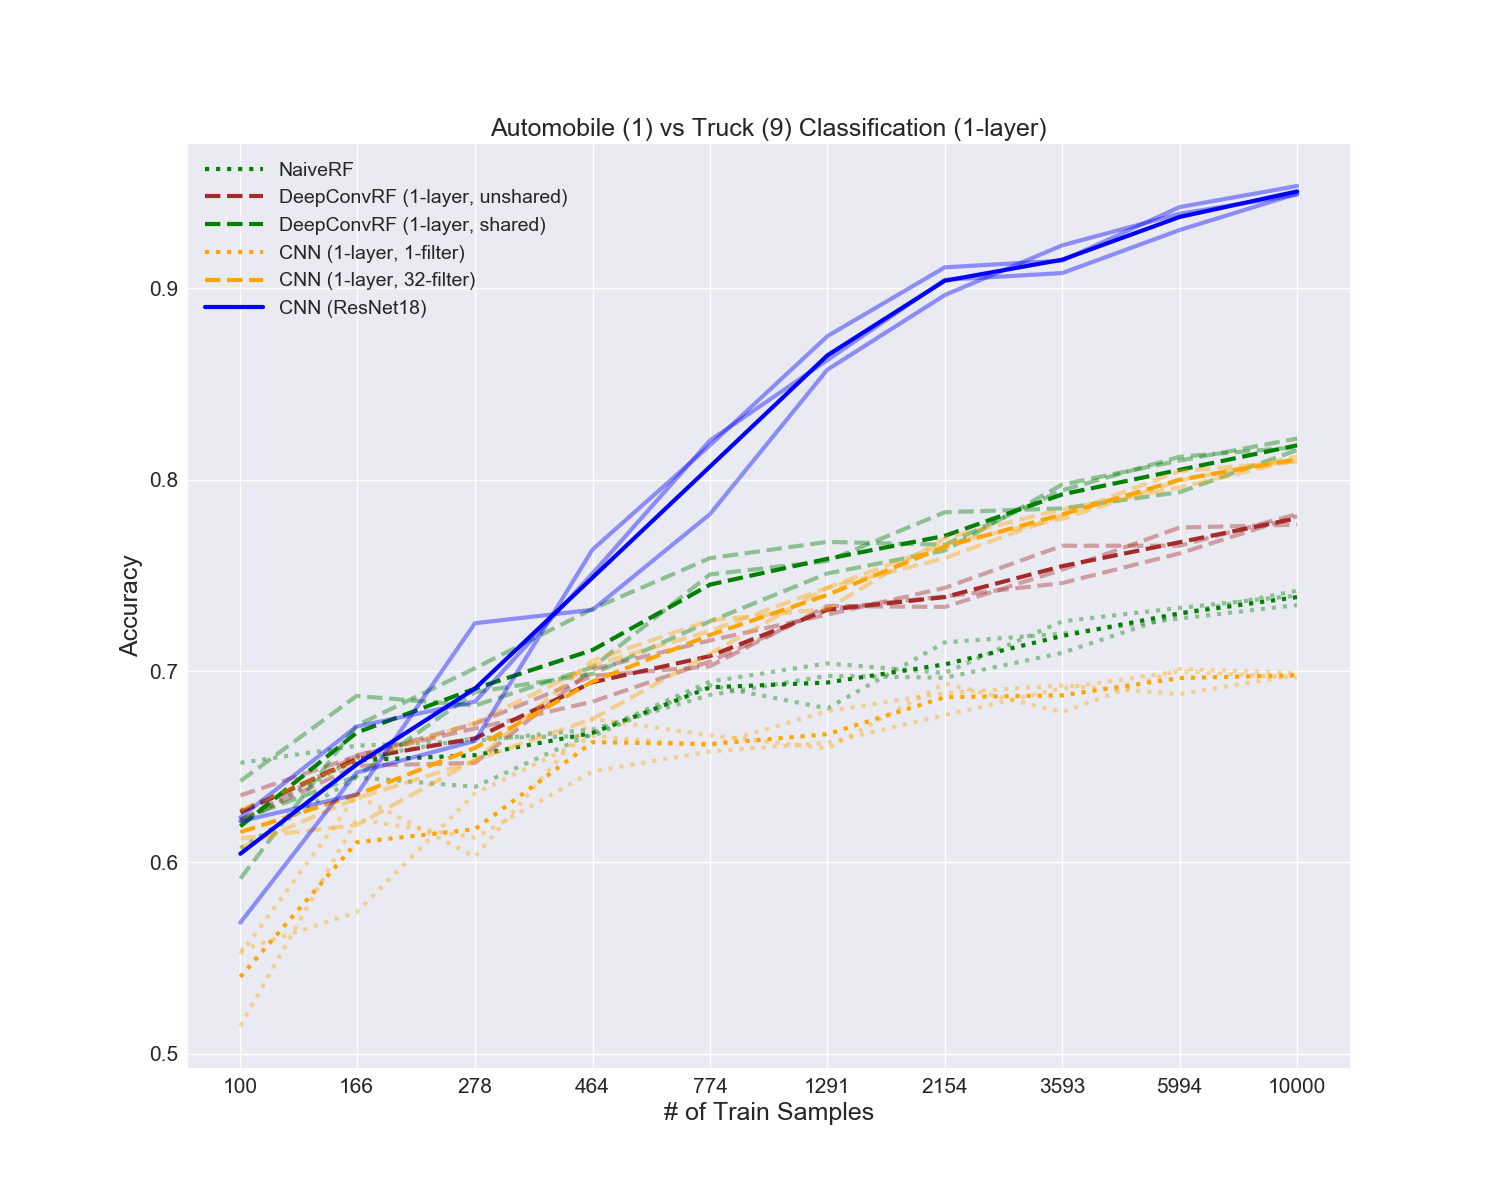 Automobile (1) vs Truck (9) Classification (1-layer)
NaiveRF
DeepConvRF (1-layer, unshared)
DeepConvRF (1-layer, shared)
CNN (1-layer, 1-filter)
CNN (1-layer, 32-filter)
CNN (ResNet18)
0.9
0.8
0.7
0.6
0.5
Accuracy
100 166 278 464 774 1291 2154 3593 5994 10000
# of Train Samples